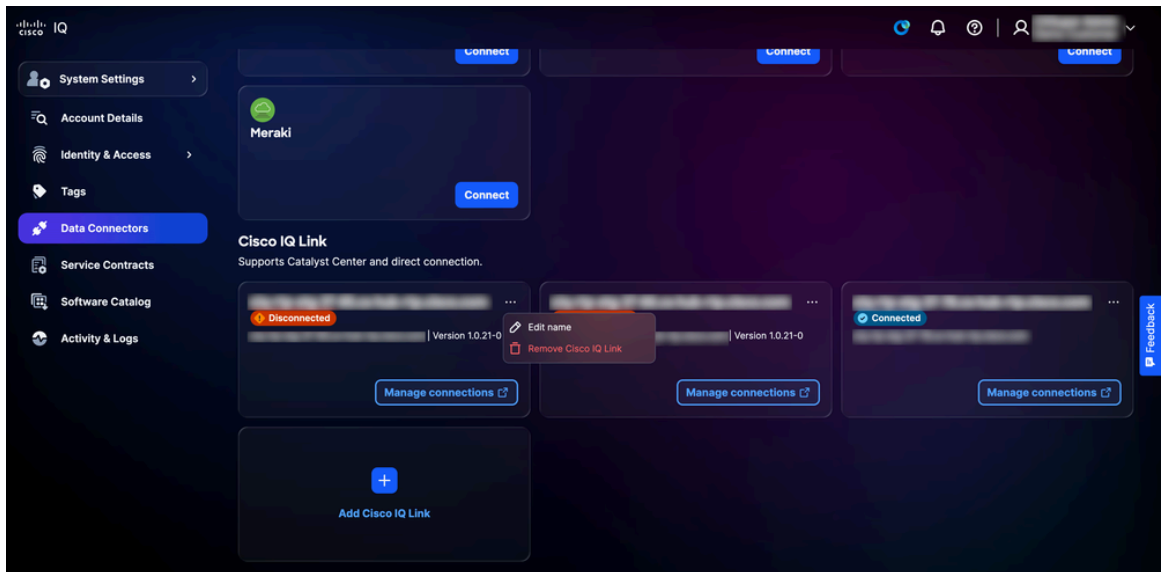 cisco IQ
System Settings
Account Details
Identity & Access
Tags
Data Connectors
Service Contracts
Software Catalog
Activity & Logs
Connect
Connect
Connect
Meraki
Connect
Cisco IQ Link
Supports Catalyst Center and direct connection.
Disconnected
| Version 1.0.21-0
Manage connections
Edit name
Remove Cisco IQ Link
| Version 1.0.21-0
Manage connections
Connected
Manage connections
Add Cisco IQ Link
Feedback